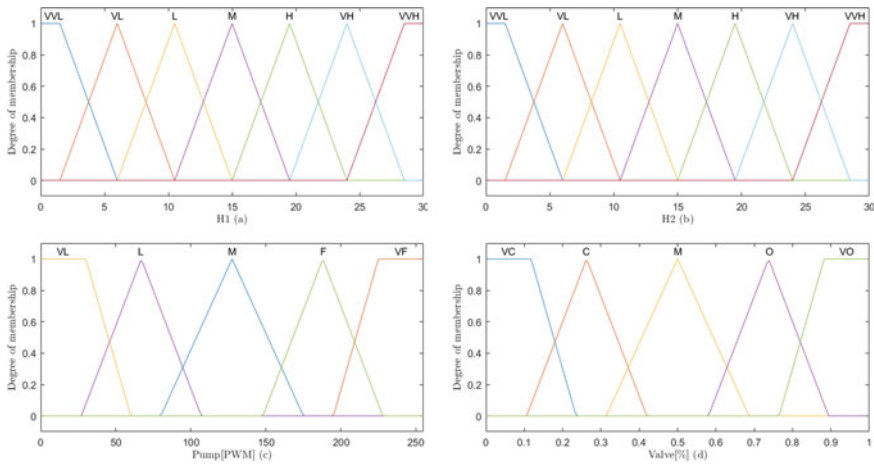 VVL VL L M H VH VVH
1
0.8
0.6
0.4
0.2
0
Degree of membership
0 5 10 15 20 25 30
H1 (a)
VVL VL L M H VH VVH
1
0.8
0.6
0.4
0.2
0
Degree of membership
0 5 10 15 20 25 30
H2 (b)
VL L M F VF
1
0.8
0.6
0.4
0.2
0
Degree of membership
0 50 100 150 200 250
Pump[PWM] (c)
VC C M O VO
1
0.8
0.6
0.4
0.2
0
Degree of membership
0 0.1 0.2 0.3 0.4 0.5 0.6 0.7 0.8 0.9 1
Valve[%] (d)